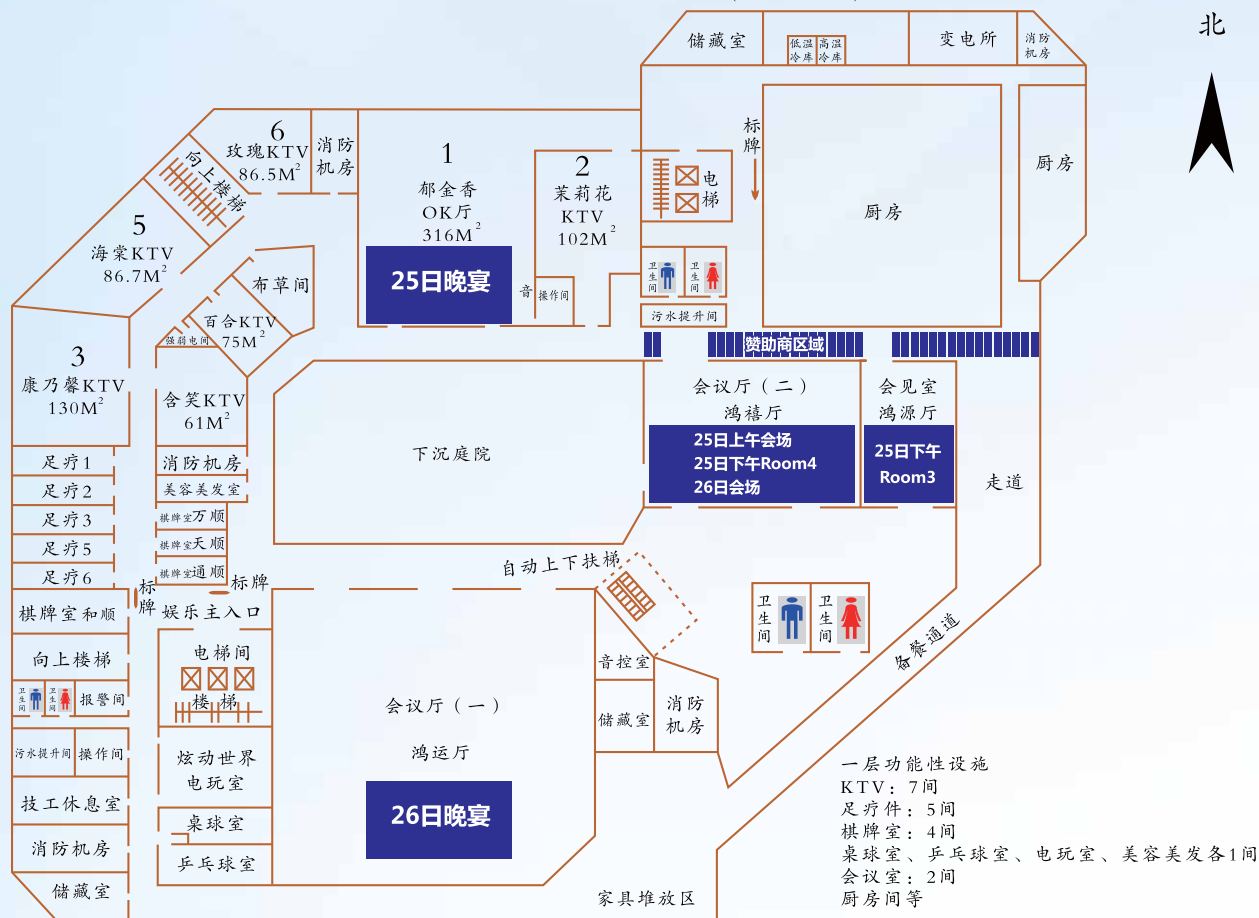 北
储藏室
低温
冷库
高温
冷库
变电所
消防
机房
6
玫瑰KTV
86.5M²
消防
机房
向上楼梯
1
郁金香
OK厅
316M²
25日晚宴
2
茉莉花
KTV
102M²
音
操作间
电梯
标牌
厨房
厨房
卫生间
卫生间
污水提升间
5
海棠KTV
86.7M²
布草间
百合KTV
75M²
强弱电间
3
康乃馨KTV
130M²
含笑KTV
61M²
赞助商区域
会议厅（二）
鸿禧厅
25日上午会场
25日下午Room4
26日会场
会见室
鸿源厅
25日下午
Room3
走道
下沉庭院
足疗1
足疗2
足疗3
足疗5
足疗6
消防机房
美容美发室
棋牌室万顺
棋牌室天顺
棋牌室通顺
标牌
标牌
自动上下扶梯
棋牌室和顺
娱乐主入口
向上楼梯
电梯间
楼梯
卫生间
卫生间
报警间
卫生间
卫生间
备餐通道
音控室
储藏室
消防
机房
会议厅（一）
鸿运厅
26日晚宴
污水提升间
操作间
炫动世界
电玩室
技工休息室
桌球室
消防机房
乒乓球室
储藏室
家具堆放区
一层功能性设施
KTV：7间
足疗件：5间
棋牌室：4间
桌球室、乒乓球室、电玩室、美容美发各1间
会议室：2间
厨房间等